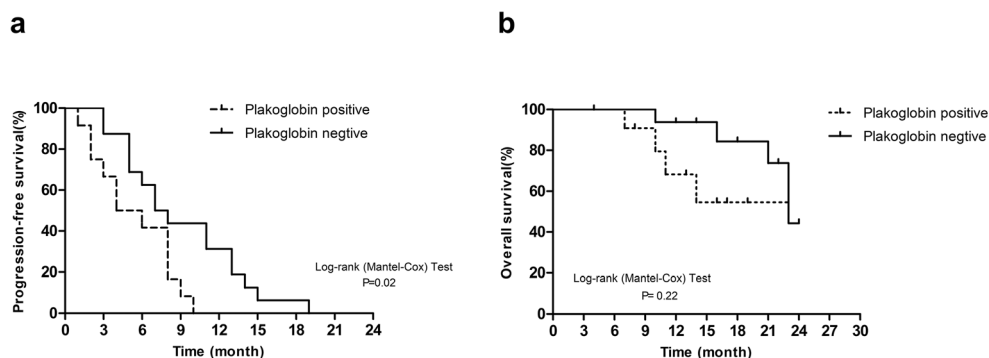 a
Progression-free survival(%)
100
80
60
40
20
0
0 3 6 9 12 15 18 21 24
Time (month)
Plakoglobin positive
Plakoglobin negtive
Log-rank (Mantel-Cox) Test
P=0.02
b
Overall survival(%)
100
80
60
40
20
0
0 3 6 9 12 15 18 21 24 27 30
Time (month)
Plakoglobin positive
Plakoglobin negtive
Log-rank (Mantel-Cox) Test
P= 0.22